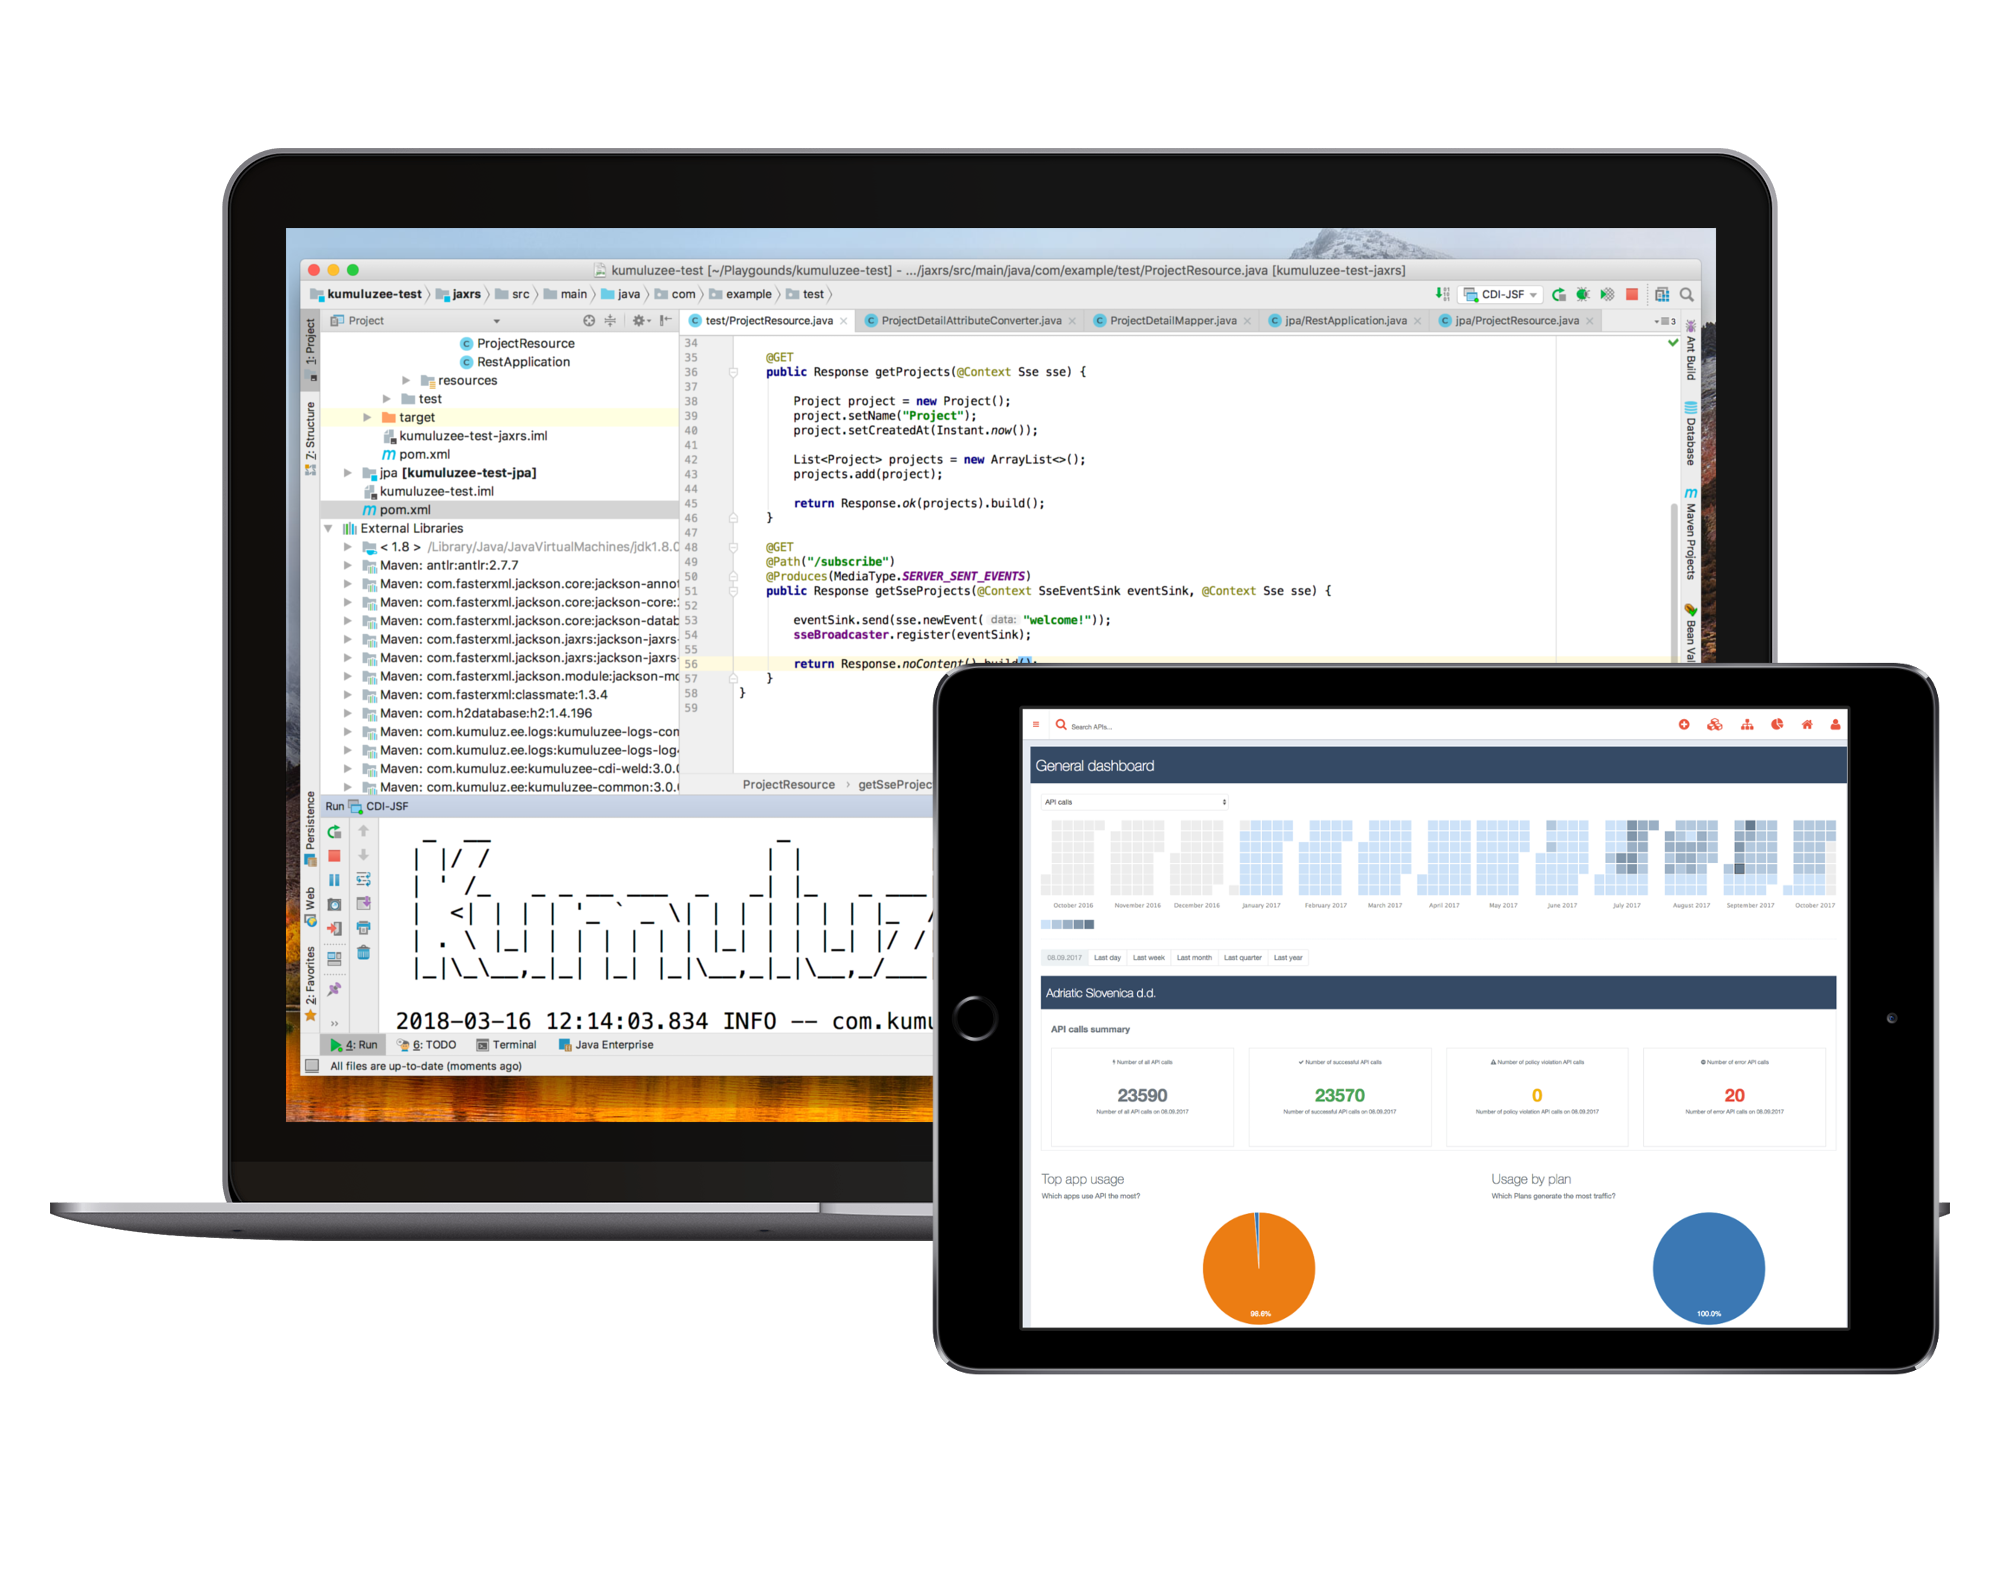 kumuluzee-test [~/Playgounds/kumuluzee-test] - .../jaxrs/src/main/java/com/example/test/ProjectResource.java [kumuluzee-test-jaxrs]
kumuluzee-test jaxrs src main java com example test
CDI-JSF
1: Project
Z: Structure
Persistence
Web
2: Favorites
Project
ProjectResource
RestApplication
resources
test
target
kumuluzee-test-jaxrs.iml
pom.xml
jpa [kumuluzee-test-jpa]
kumuluzee-test.iml
pom.xml
External Libraries
< 1.8 > /Library/Java/JavaVirtualMachines/jdk1.8.0
Maven: antlr:antlr:2.7.7
Maven: com.fasterxml.jackson.core:jackson-annot
Maven: com.fasterxml.jackson.core:jackson-core:
Maven: com.fasterxml.jackson.core:jackson-datab
Maven: com.fasterxml.jackson.jaxrs:jackson-jaxrs-
Maven: com.fasterxml.jackson.jaxrs:jackson-jaxrs-
Maven: com.fasterxml.jackson.module:jackson-mo
Maven: com.fasterxml:classmate:1.3.4
Maven: com.h2database:h2:1.4.196
Maven: com.kumuluz.ee.logs:kumuluzee-logs-com
Maven: com.kumuluz.ee.logs:kumuluzee-logs-log
Maven: com.kumuluz.ee:kumuluzee-cdi-weld:3.0.
Maven: com.kumuluz.ee:kumuluzee-common:3.0.
test/ProjectResource.java ProjectDetailAttributeConverter.java ProjectDetailMapper.java jpa/RestApplication.java jpa/ProjectResource.java 3
34
35 @GET
36 public Response getProjects(@Context Sse sse) {
37
38 Project project = new Project();
39 project.setName("Project");
40 project.setCreatedAt(Instant.now());
41
42 List<Project> projects = new ArrayList<>();
43 projects.add(project);
44
45 return Response.ok(projects).build();
46 }
47
48 @GET
49 @Path("/subscribe")
50 @Produces(MediaType.SERVER_SENT_EVENTS)
51 public Response getSseProjects(@Context SseEventSink eventSink, @Context Sse sse) {
52
53 eventSink.send(sse.newEvent( data: "welcome!"));
54 sseBroadcaster.register(eventSink);
55
56 return Response.noContent().build();
57 }
58 }
59
ProjectResource › getSseProjec
Ant Build
Database
Maven Projects
Bean Val
Run CDI-JSF
Kumuluz
2018-03-16 12:14:03.834 INFO -- com.kumu
4: Run 6: TODO Terminal Java Enterprise
All files are up-to-date (moments ago)
Search APIs...
General dashboard
API calls
October 2016 November 2016 December 2016 January 2017 February 2017 March 2017 April 2017 May 2017 June 2017 July 2017 August 2017 September 2017 October 2017
08.09.2017 Last day Last week Last month Last quarter Last year
Adriatic Slovenica d.d.
API calls summary
Number of all API calls
23590
Number of all API calls on 08.09.2017
Number of successful API calls
23570
Number of successful API calls on 08.09.2017
Number of policy violation API calls
0
Number of policy violation API calls on 08.09.2017
Number of error API calls
20
Number of error API calls on 08.09.2017
Top app usage
Which apps use API the most?
98.8%
Usage by plan
Which Plans generate the most traffic?
100.0%